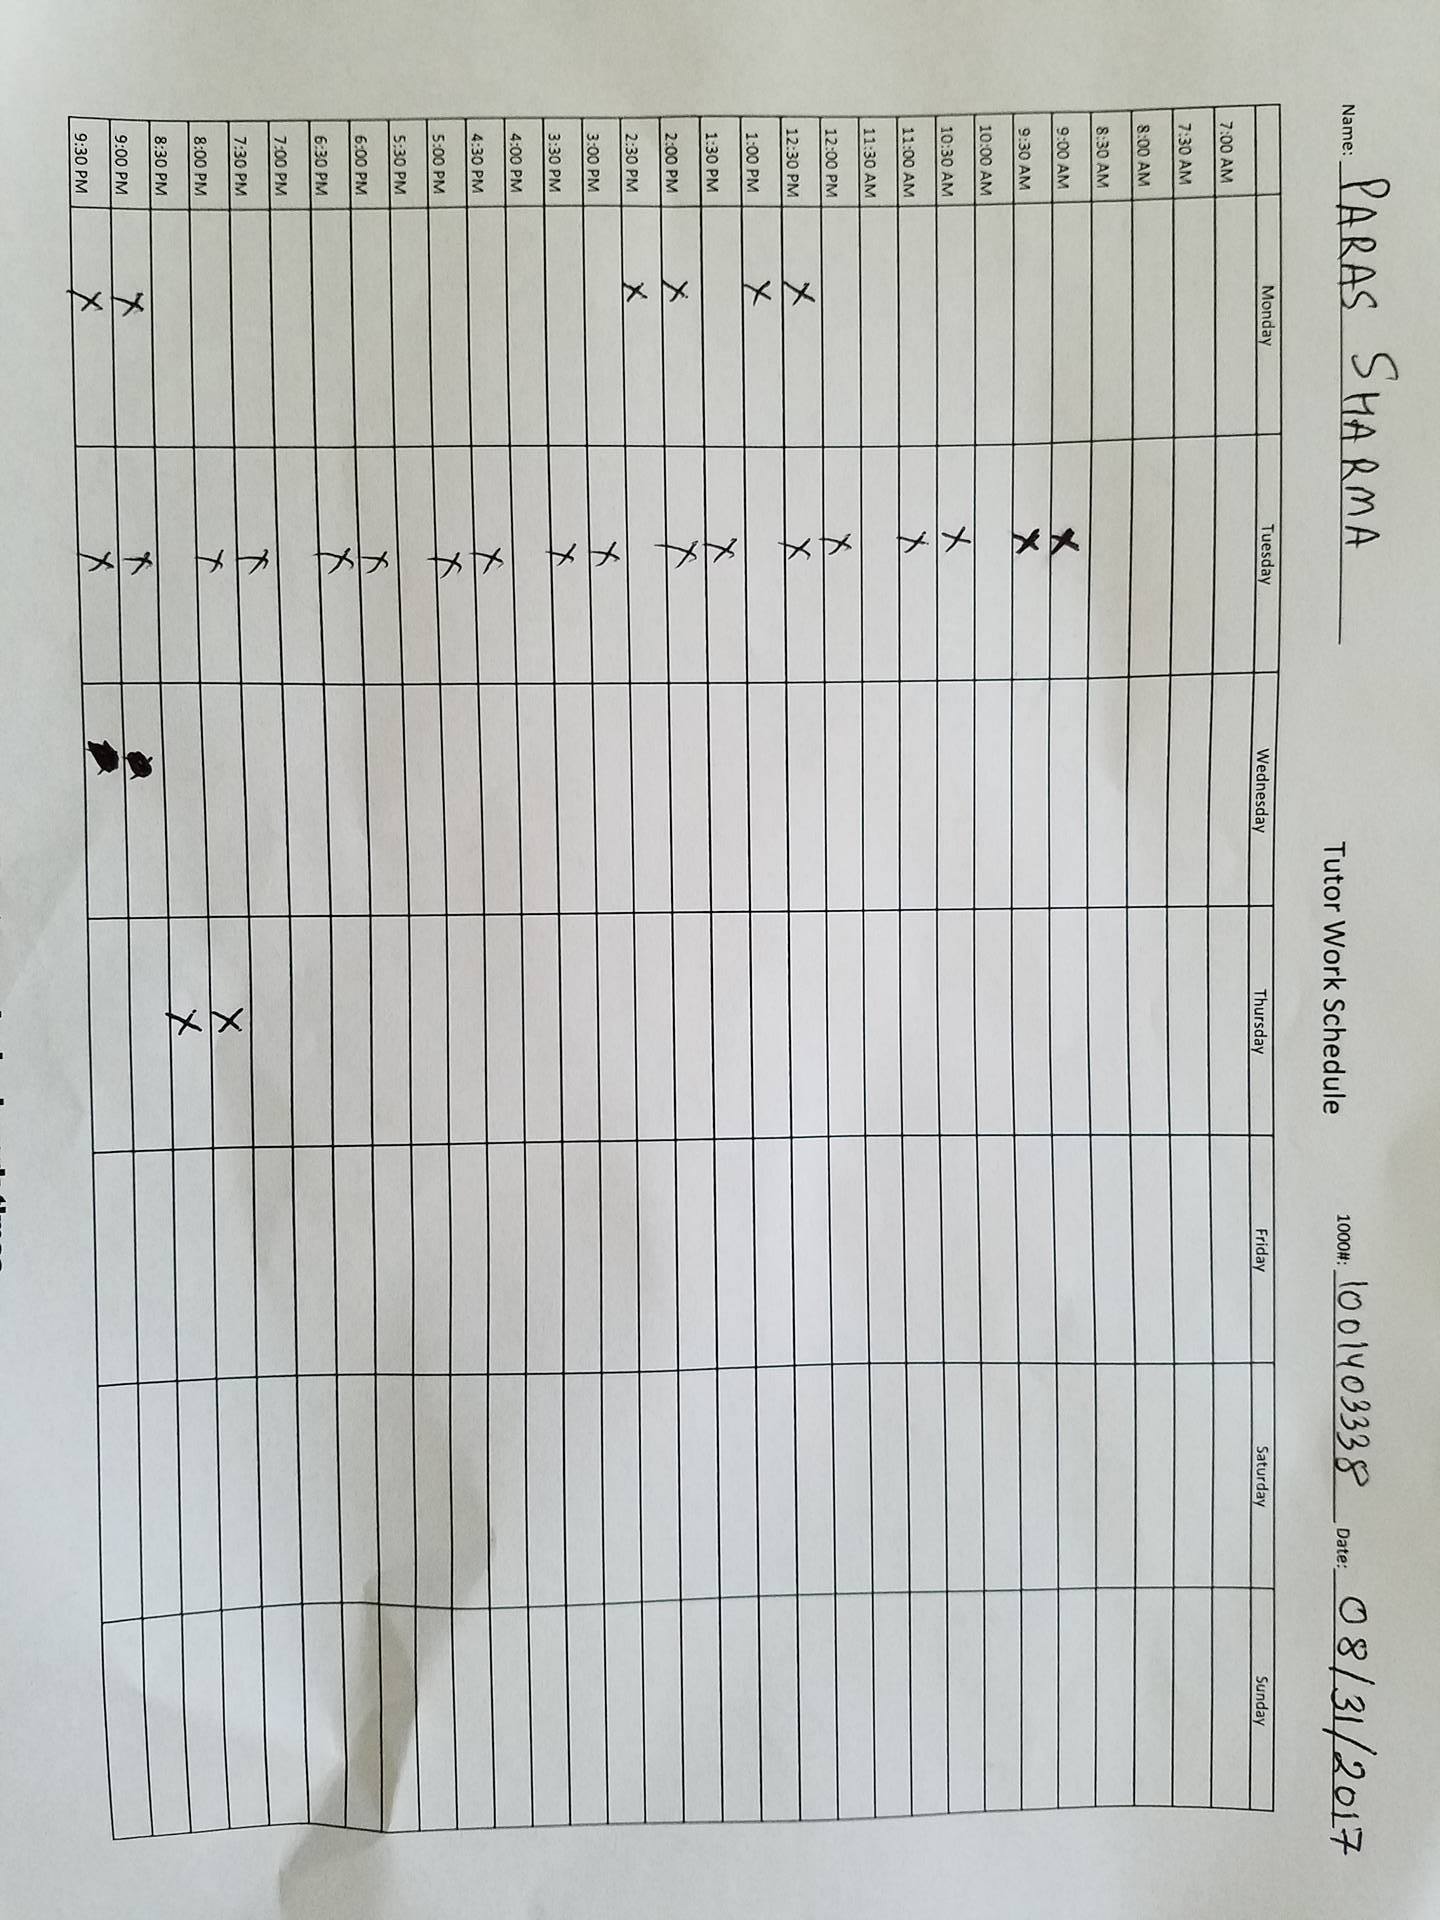 Name: PARAS SHARMA Tutor Work Schedule 1000#: 1001403338 Date: 08/31/2017
Monday Tuesday Wednesday Thursday Friday Saturday Sunday
7:00 AM
7:30 AM
8:00 AM
8:30 AM
9:00 AM X
9:30 AM X
10:00 AM
10:30 AM X
11:00 AM X
11:30 AM
12:00 PM X
12:30 PM X X
1:00 PM X
1:30 PM X
2:00 PM X X
2:30 PM X
3:00 PM X
3:30 PM X
4:00 PM
4:30 PM X
5:00 PM X
5:30 PM
6:00 PM X
6:30 PM X
7:00 PM
7:30 PM X X
8:00 PM X X
8:30 PM
9:00 PM X X
9:30 PM X X